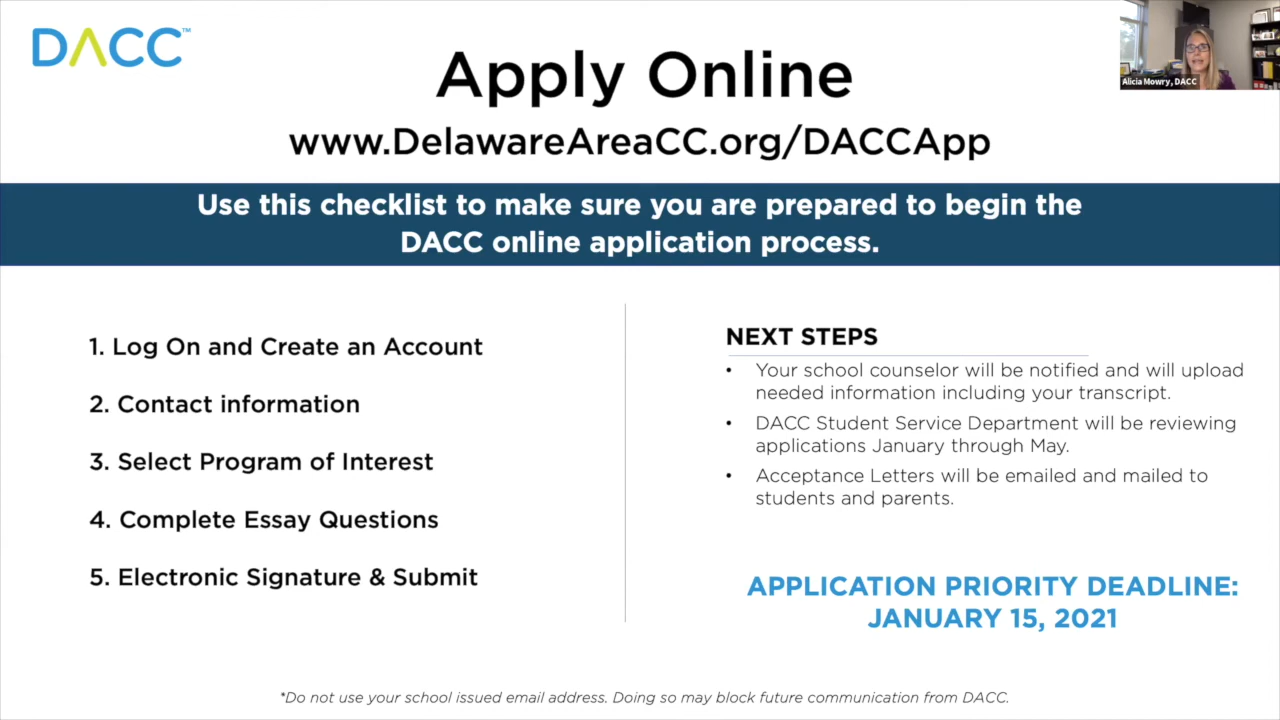 DACC™
Apply Online
Alicia Mowry, DACC
www.DelawareAreaCC.org/DACCApp
Use this checklist to make sure you are prepared to begin the
DACC online application process.
1. Log On and Create an Account
2. Contact information
3. Select Program of Interest
4. Complete Essay Questions
5. Electronic Signature & Submit
NEXT STEPS
• Your school counselor will be notified and will upload
needed information including your transcript.
• DACC Student Service Department will be reviewing
applications January through May.
• Acceptance Letters will be emailed and mailed to
students and parents.
APPLICATION PRIORITY DEADLINE:
JANUARY 15, 2021
*Do not use your school issued email address. Doing so may block future communication from DACC.